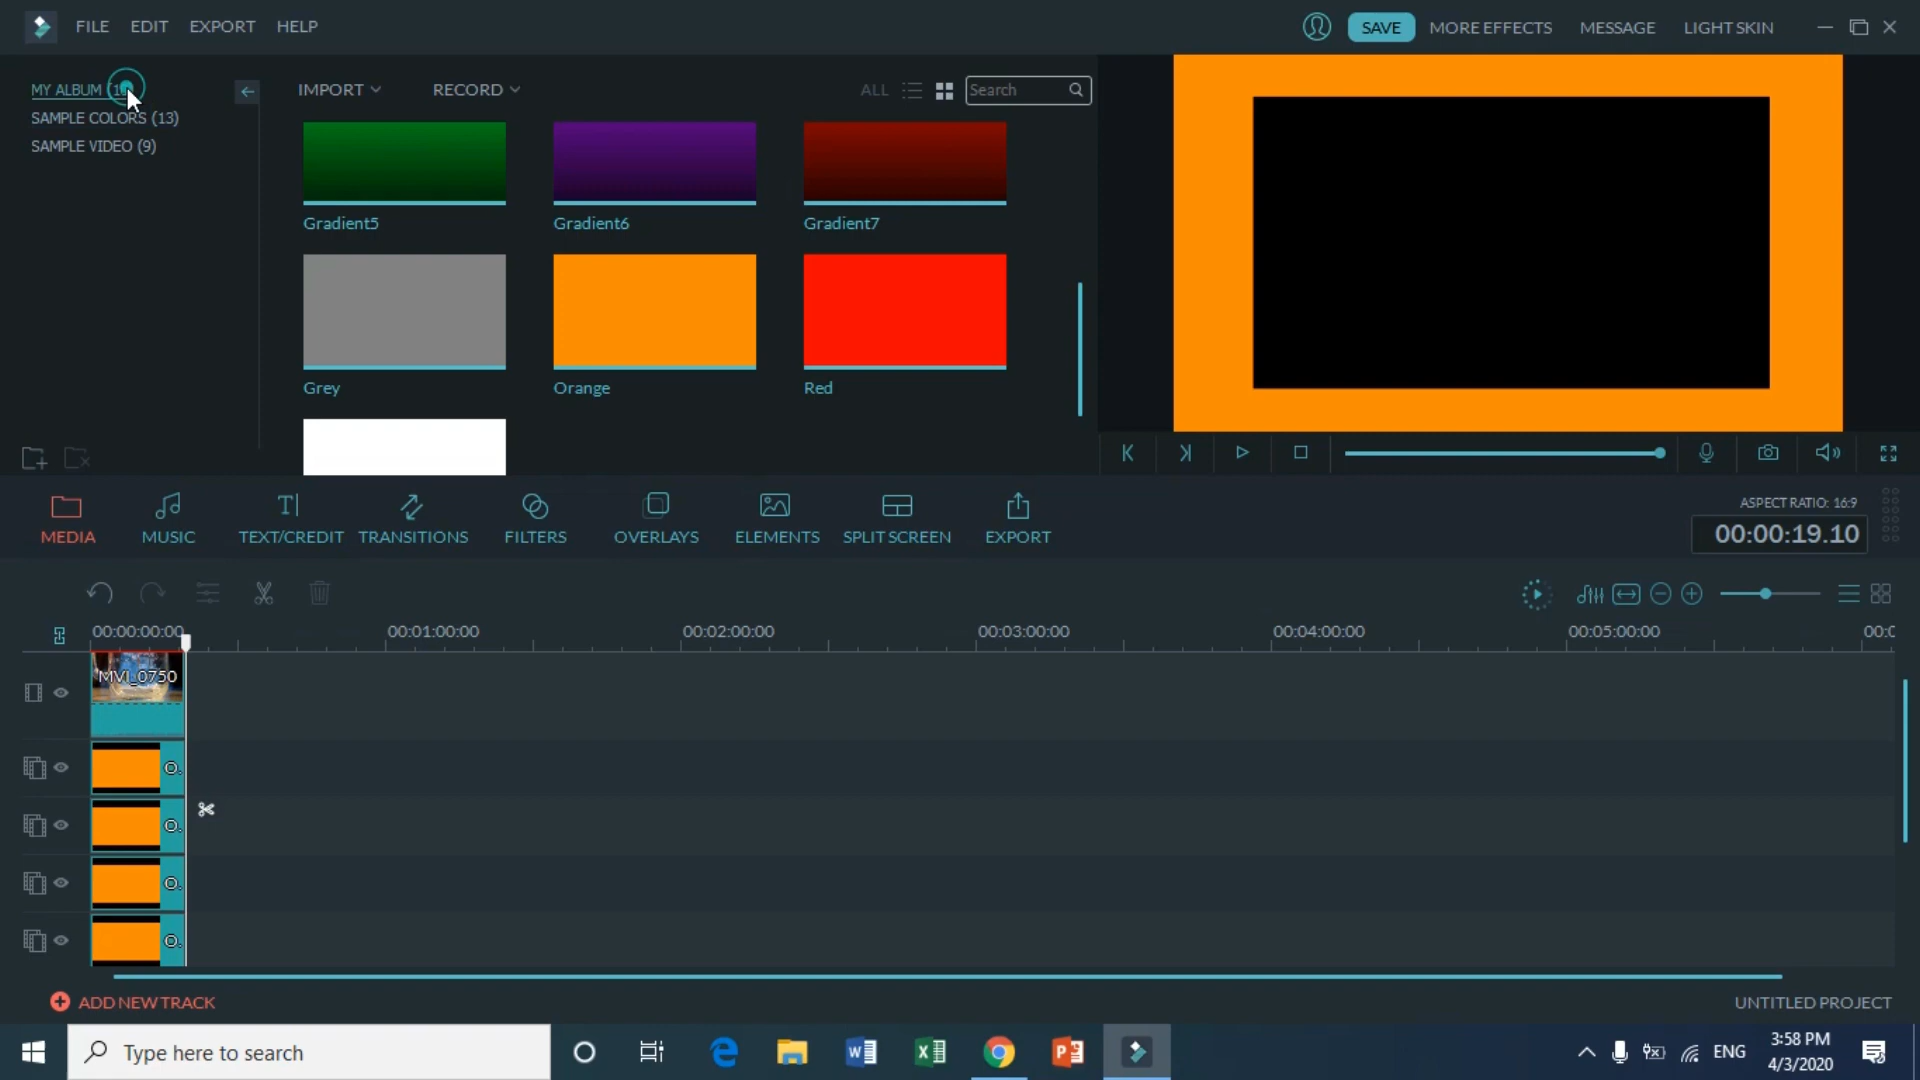 FILE EDIT EXPORT HELP
SAVE MORE EFFECTS MESSAGE LIGHT SKIN
MY ALBUM
SAMPLE COLORS (13)
SAMPLE VIDEO (9)
IMPORT RECORD ALL Search
Gradient5 Gradient6 Gradient7
Grey Orange Red
MEDIA MUSIC TEXT/CREDIT TRANSITIONS FILTERS OVERLAYS ELEMENTS SPLIT SCREEN EXPORT
ASPECT RATIO: 16:9
00:00:19.10
00:00:00:00 00:01:00:00 00:02:00:00 00:03:00:00 00:04:00:00 00:05:00:00
MVI_0750
O.
O.
O.
O.
ADD NEW TRACK UNTITLED PROJECT
Type here to search
ENG
3:58 PM
4/3/2020